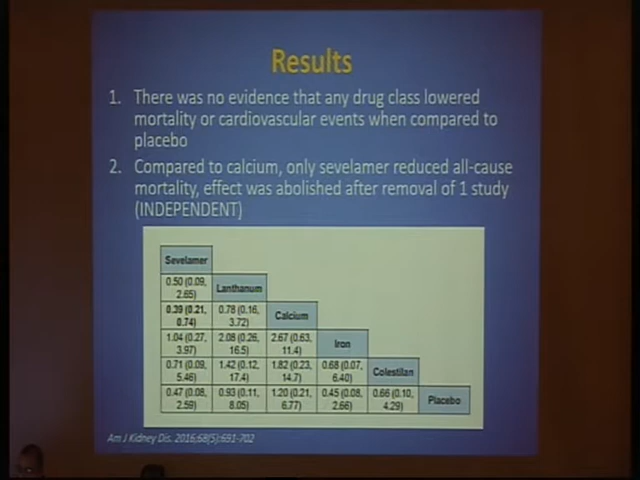 Results
1. There was no evidence that any drug class lowered
mortality or cardiovascular events when compared to
placebo
2. Compared to calcium, only sevelamer reduced all-cause
mortality, effect was abolished after removal of 1 study
(INDEPENDENT)
Sevelamer
0.50 (0.09, 2.65) Lanthanum
0.39 (0.21, 0.74) 0.78 (0.16, 3.72) Calcium
1.04 (0.27, 3.97) 2.08 (0.26, 16.5) 2.67 (0.63, 11.4) Iron
0.71 (0.09, 5.46) 1.42 (0.12, 17.4) 1.82 (0.23, 14.7) 0.68 (0.07, 6.40) Colestilan
0.47 (0.08, 2.59) 0.93 (0.11, 8.05) 1.20 (0.21, 6.77) 0.45 (0.08, 2.66) 0.66 (0.10, 4.29) Placebo
Am J Kidney Dis. 2016;68(5):691-702